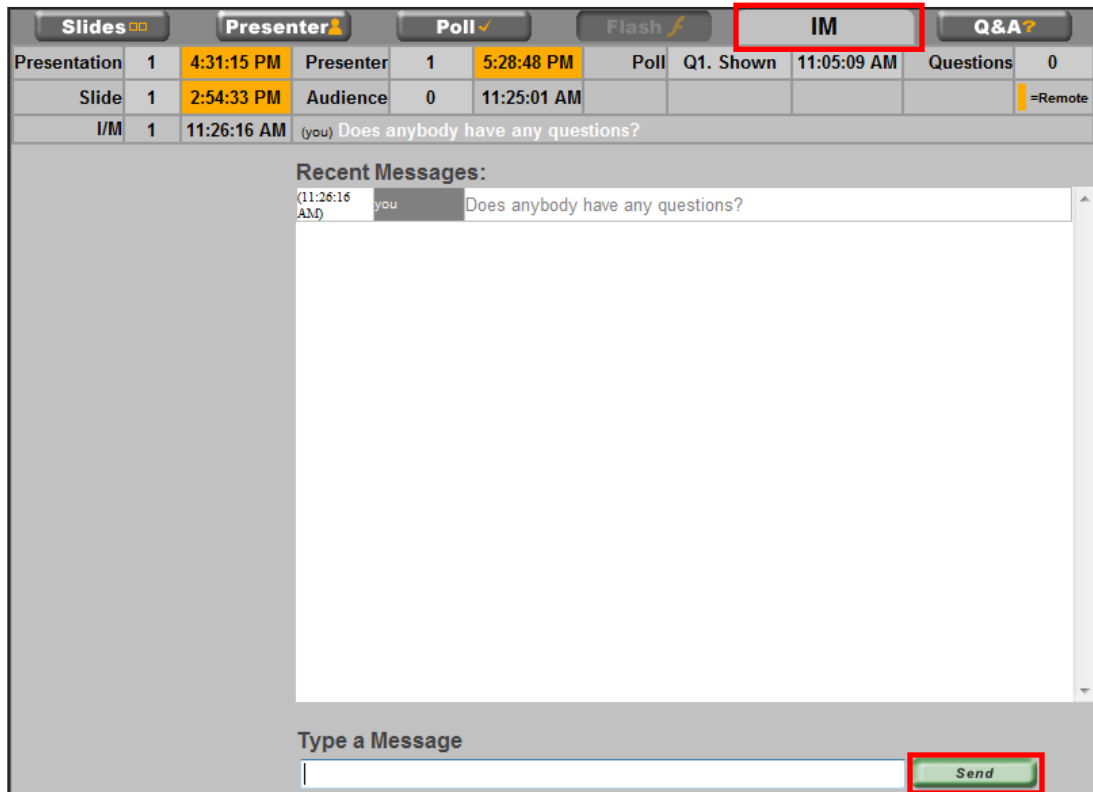 Slides Presenter Poll Flash IM Q&A?
Presentation 1 4:31:15 PM Presenter 1 5:28:48 PM Poll Q1. Shown 11:05:09 AM Questions 0
Slide 1 2:54:33 PM Audience 0 11:25:01 AM =Remote
I/M 1 11:26:16 AM (you) Does anybody have any questions?
Recent Messages:
(11:26:16
AM) you Does anybody have any questions?
Type a Message
Send